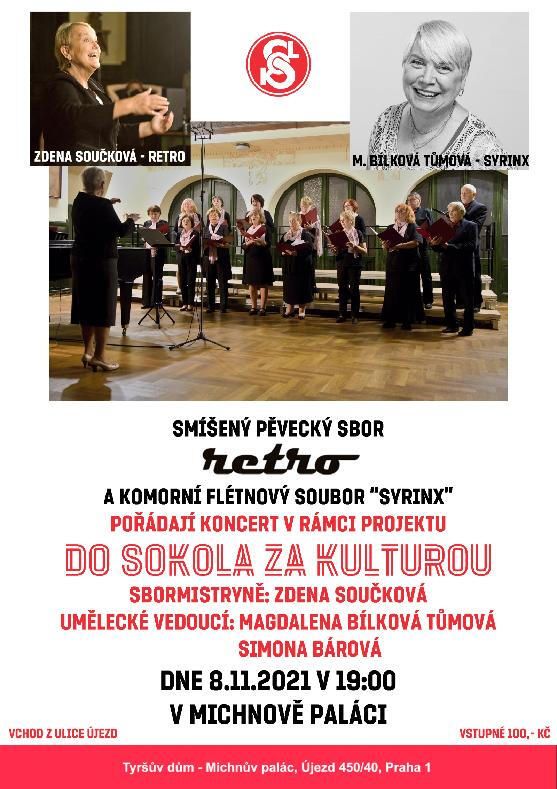 SLK
ZDENA SOUČKOVÁ - RETRO
M. BÍLKOVÁ TŮMOVÁ - SYRINX
SMÍŠENÝ PĚVECKÝ SBOR
retro
A KOMORNÍ FLÉTNOVÝ SOUBOR "SYRINX"
POŘÁDAJÍ KONCERT V RÁMCI PROJEKTU
DO SOKOLA ZA KULTUROU
SBORMISTRYNĚ: ZDENA SOUČKOVÁ
UMĚLECKÉ VEDOUCÍ: MAGDALENA BÍLKOVÁ TŮMOVÁ
SIMONA BÁROVÁ
DNE 8.11.2021 V 19:00
V MICHNOVĚ PALÁCI
VCHOD Z ULICE ÚJEZD
VSTUPNÉ 100,- KČ
Tyršův dům - Michnův palác, Újezd 450/40, Praha 1